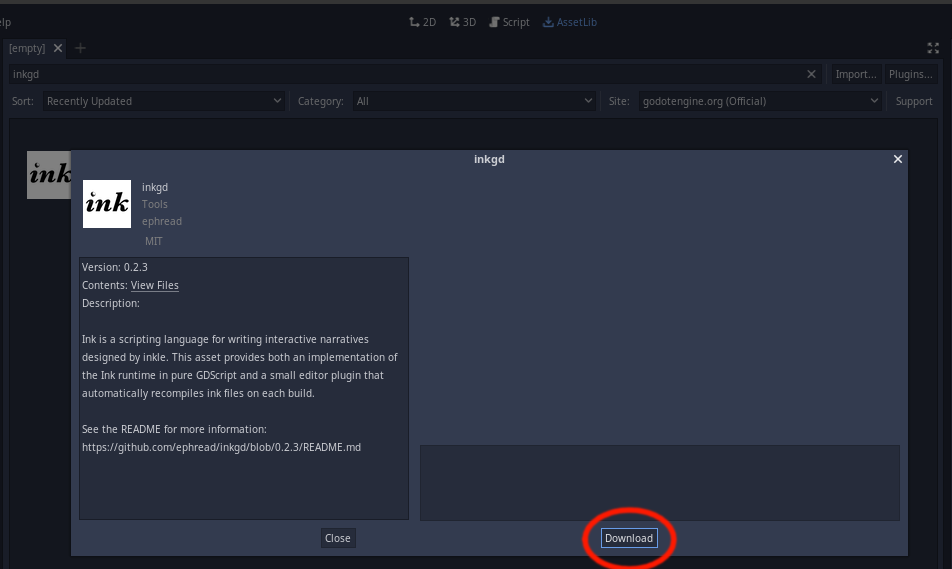 elp
2D 3D Script AssetLib
[empty]
inkgd Import... Plugins...
Sort: Recently Updated Category: All Site: godotengine.org (Official) Support
inkgd
ink
ink
inkgd
Tools
ephread
MIT
Version: 0.2.3
Contents: View Files
Description:
Ink is a scripting language for writing interactive narratives
designed by inkle. This asset provides both an implementation of
the Ink runtime in pure GDScript and a small editor plugin that
automatically recompiles ink files on each build.
See the README for more information:
https://github.com/ephread/inkgd/blob/0.2.3/README.md
Close Download